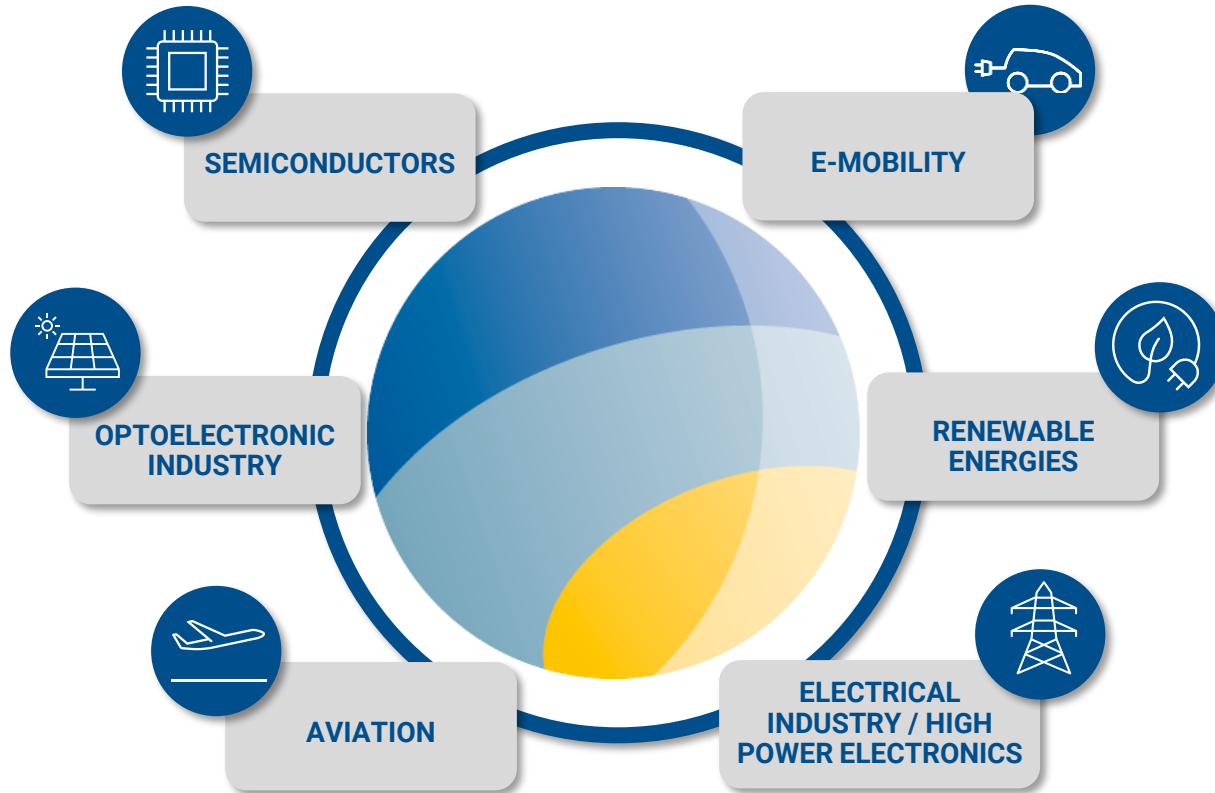 SEMICONDUCTORS
E-MOBILITY
OPTOELECTRONIC
INDUSTRY
RENEWABLE
ENERGIES
AVIATION
ELECTRICAL
INDUSTRY / HIGH
POWER ELECTRONICS